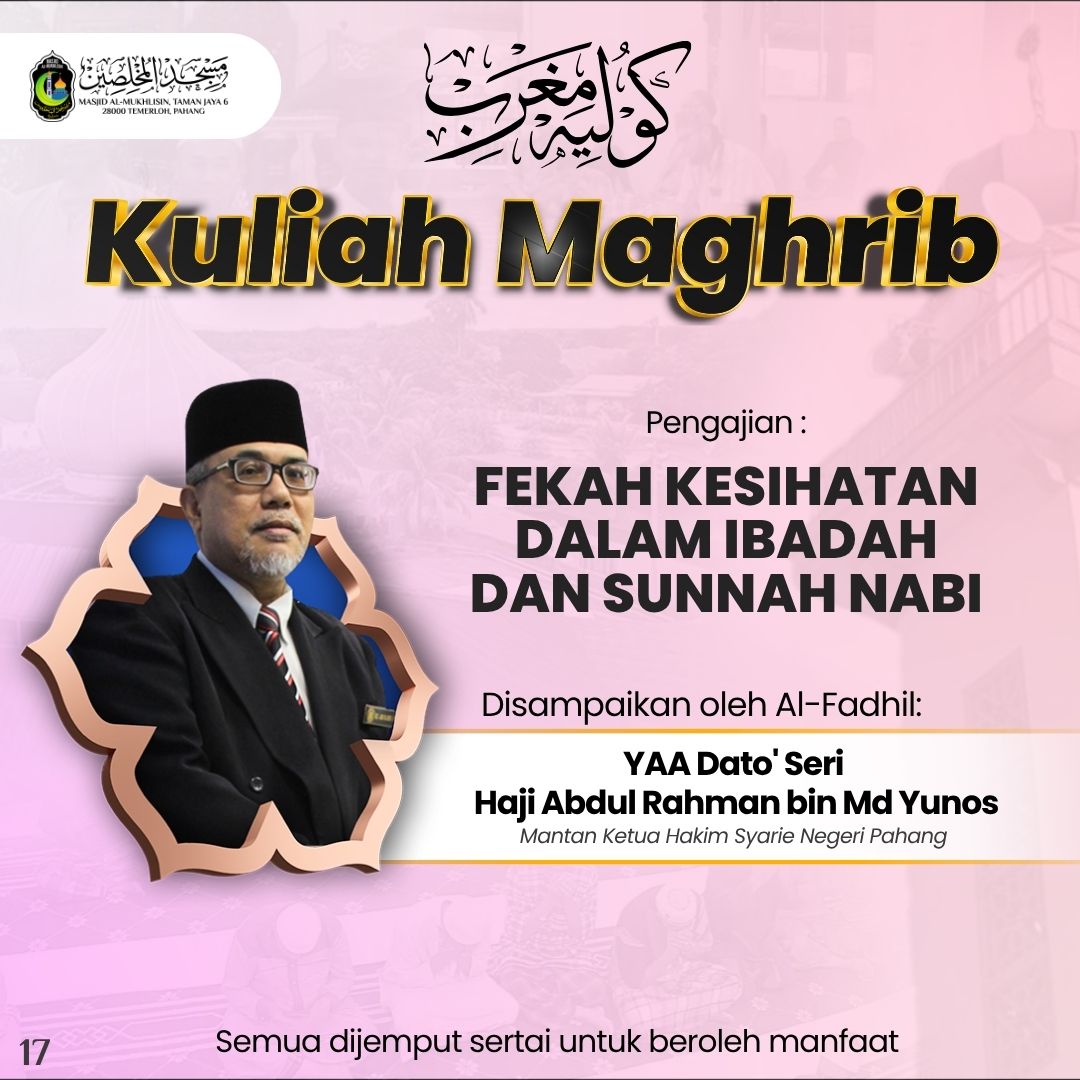 مسجد المخلصين
MASJID AL-MUKHLISIN, TAMAN JAYA 6
28000 TEMERLOH, PAHANG
كوليه مغرب
Kuliah Maghrib
Pengajian :
FEKAH KESIHATAN
DALAM IBADAH
DAN SUNNAH NABI
Disampaikan oleh Al-Fadhil:
YAA Dato' Seri
Haji Abdul Rahman bin Md Yunos
Mantan Ketua Hakim Syarie Negeri Pahang
Semua dijemput sertai untuk beroleh manfaat
17